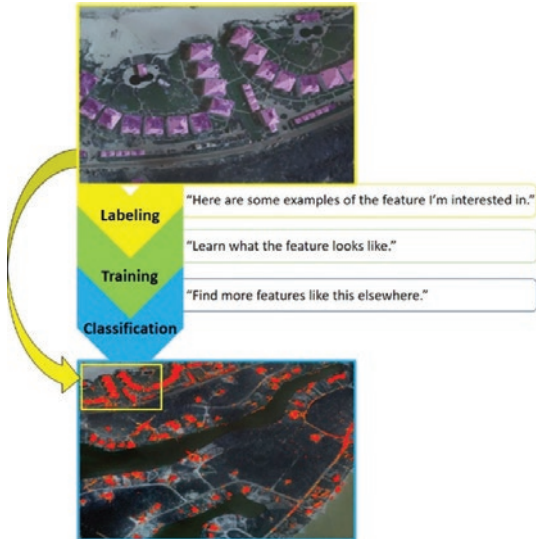 Labeling
“Here are some examples of the feature I’m interested in.”
“Learn what the feature looks like.”
Training
“Find more features like this elsewhere.”
Classification